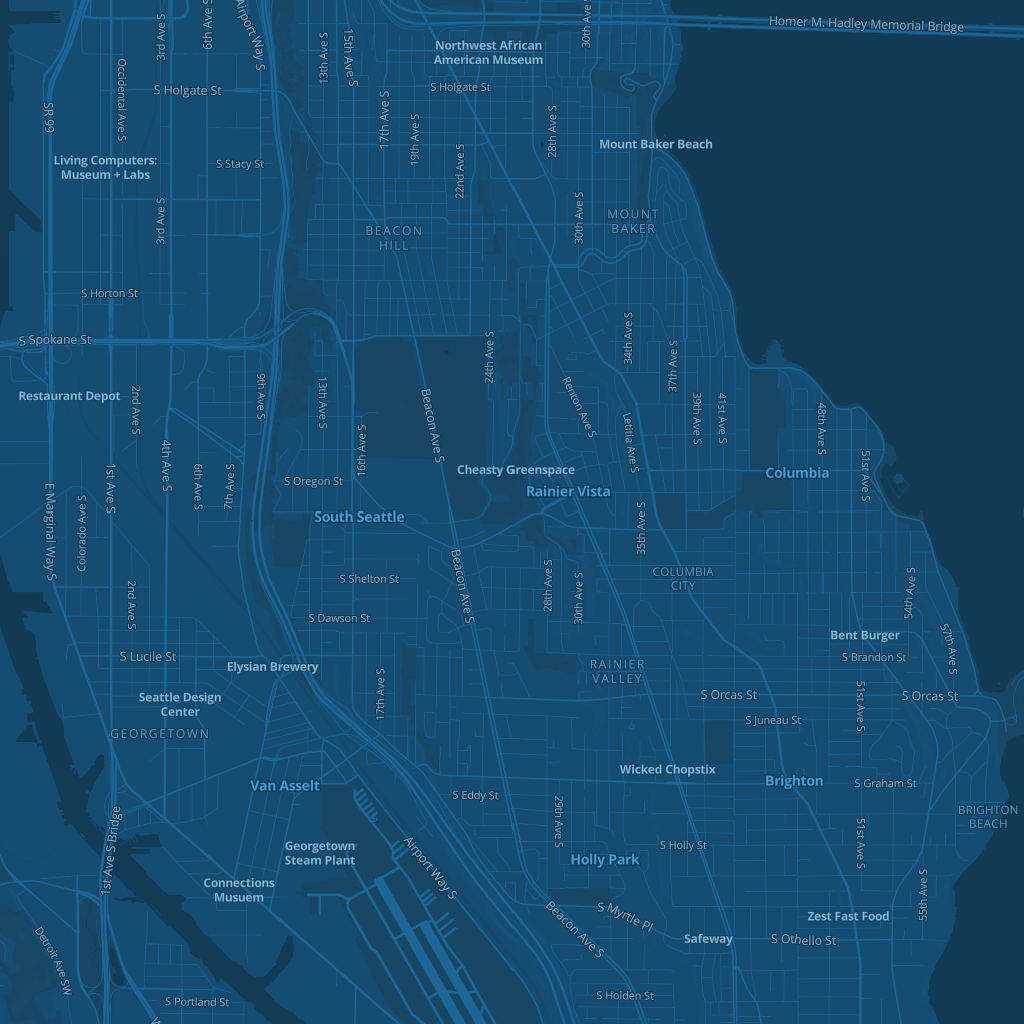 Homer M. Hadley Memorial Bridge
6th Ave S
3rd Ave S
Airport Way S
15th Ave S
13th Ave S
30th Ave S
Northwest African
American Museum
SR 99
Occidental Ave S
S Holgate St
S Holgate St
17th Ave S
19th Ave S
28th Ave S
Mount Baker Beach
Living Computers:
Museum + Labs
S Stacy St
22nd Ave S
3rd Ave S
30th Ave S
MOUNT
BAKER
BEACON
HILL
S Horton St
S Spokane St
24th Ave S
34th Ave S
37th Ave S
Restaurant Depot
2nd Ave S
9th Ave S
13th Ave S
Beacon Ave S
Renton Ave S
Letitia Ave S
36th Ave S
41st Ave S
48th Ave S
4th Ave S
16th Ave S
1st Ave S
6th Ave S
7th Ave S
S Oregon St
Cheasty Greenspace
Rainier Vista
Columbia
51st Ave S
E Marginal Way S
Colorado Ave S
South Seattle
35th Ave S
S Shelton St
Beacon Ave S
28th Ave S
30th Ave S
COLUMBIA
CITY
54th Ave S
2nd Ave S
S Dawson St
Bent Burger
57th Ave S
S Lucile St
Elysian Brewery
RAINIER
VALLEY
S Brandon St
Seattle Design
Center
17th Ave S
S Orcas St
51st Ave S
S Orcas St
S Juneau St
GEORGETOWN
Wicked Chopstix
Van Asselt
Brighton
S Graham St
S Eddy St
29th Ave S
BRIGHTON
BEACH
1st Ave S Bridge
Georgetown
Steam Plant
Airport Way S
S Holly St
51st Ave S
Holly Park
Connections
Musuem
55th Ave S
Beacon Ave S
S Myrtle Pl
Zest Fast Food
Safeway
S Othello St
Detroit Ave SW
S Portland St
S Holden St